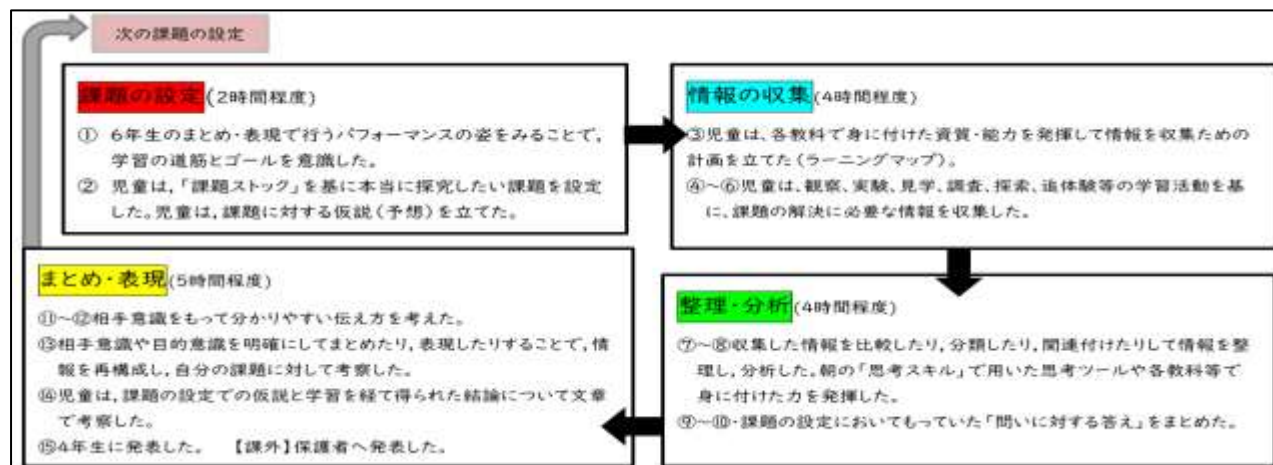 次の課題の設定
課題の設定(2時間程度)
① 6年生のまとめ・表現で行うパフォーマンスの姿をみることで,
学習の道筋とゴールを意識した。
② 児童は,「課題ストック」を基に本当に探究したい課題を設定
した。児童は,課題に対する仮説(予想)を立てた。
情報の収集(4時間程度)
③児童は、各教科で身に付けた資質・能力を発揮して情報を収集ための
計画を立てた(ラーニングマップ)。
④~⑥児童は、観察、実験、見学、調査、探索、追体験等の学習活動を基
に、課題の解決に必要な情報を収集した。
整理・分析(4時間程度)
⑦~⑧収集した情報を比較したり,分類したり,関連付けたりして情報を整
理し,分析した。朝の「思考スキル」で用いた思考ツールや各教科等で
身に付けた力を発揮した。
⑨~⑩・課題の設定においてもっていた「問いに対する答え」をまとめた。
まとめ・表現(5時間程度)
⑪~⑫相手意識をもって分かりやすい伝え方を考えた。
⑬相手意識や目的意識を明確にしてまとめたり,表現したりすることで,情
報を再構成し,自分の課題に対して考察した。
⑭児童は,課題の設定での仮説と学習を経て得られた結論について文章
で考察した。
⑮4年生に発表した。 【課外】保護者へ発表した。